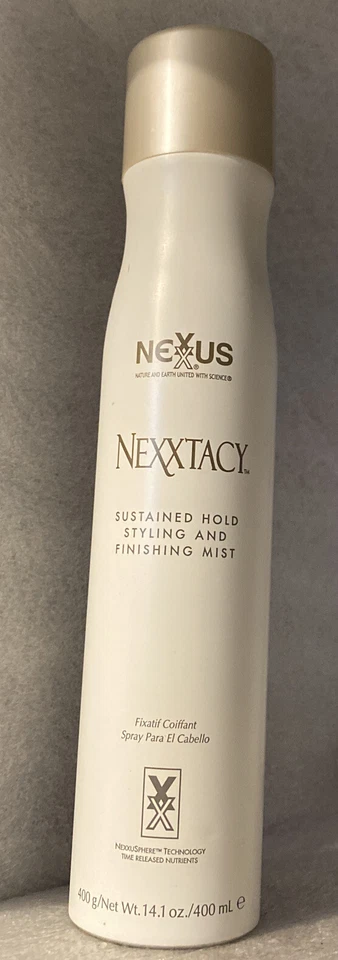 NEXXUS®
NATURE AND EARTH UNITED WITH SCIENCE®
NEXXTACY™
SUSTAINED HOLD
STYLING AND
FINISHING MIST
Fixatif Coiffant
Spray Para El Cabello
NEXXUSPHERE™ TECHNOLOGY
TIME RELEASED NUTRIENTS
400 g/Net Wt. 14.1 oz./400 mL e